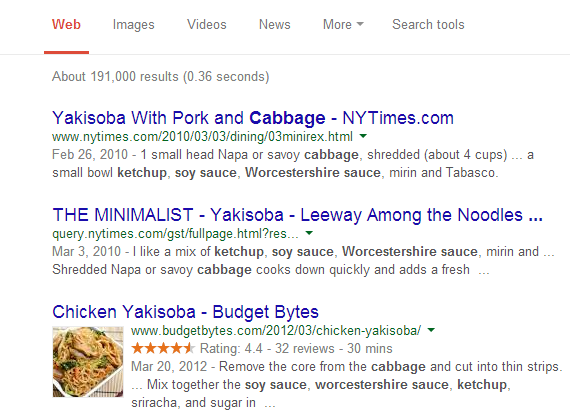 Web Images Videos News More Search tools
About 191,000 results (0.36 seconds)
Yakisoba With Pork and Cabbage - NYTimes.com
www.nytimes.com/2010/03/03/dining/03minirex.html
Feb 26, 2010 - 1 small head Napa or savoy cabbage, shredded (about 4 cups) ... a
small bowl ketchup, soy sauce, Worcestershire sauce, mirin and Tabasco.
THE MINIMALIST - Yakisoba - Leeway Among the Noodles ...
query.nytimes.com/gst/fullpage.html?res...
Mar 3, 2010 - I like a mix of ketchup, soy sauce, Worcestershire sauce, mirin and ...
Shredded Napa or savoy cabbage cooks down quickly and adds a fresh ...
Chicken Yakisoba - Budget Bytes
www.budgetbytes.com/2012/03/chicken-yakisoba/
Rating: 4.4 - 32 reviews - 30 mins
Mar 20, 2012 - Remove the core from the cabbage and cut into thin strips.
... Mix together the soy sauce, worcestershire sauce, ketchup,
sriracha, and sugar in ...